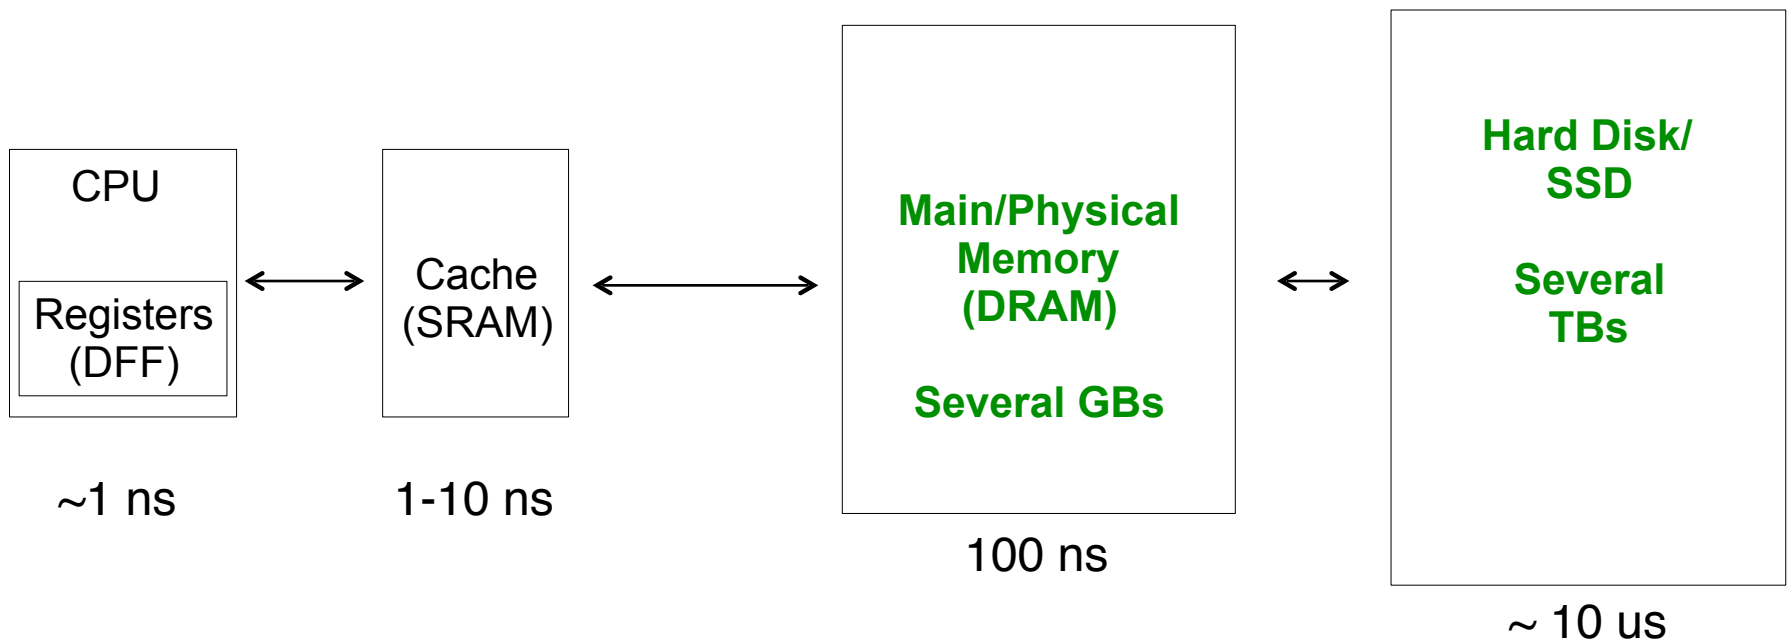 CPU
Registers
(DFF)
~1 ns
Cache
(SRAM)
1-10 ns
Main/Physical
Memory
(DRAM)
Several GBs
100 ns
Hard Disk/
SSD
Several
TBs
~ 10 us